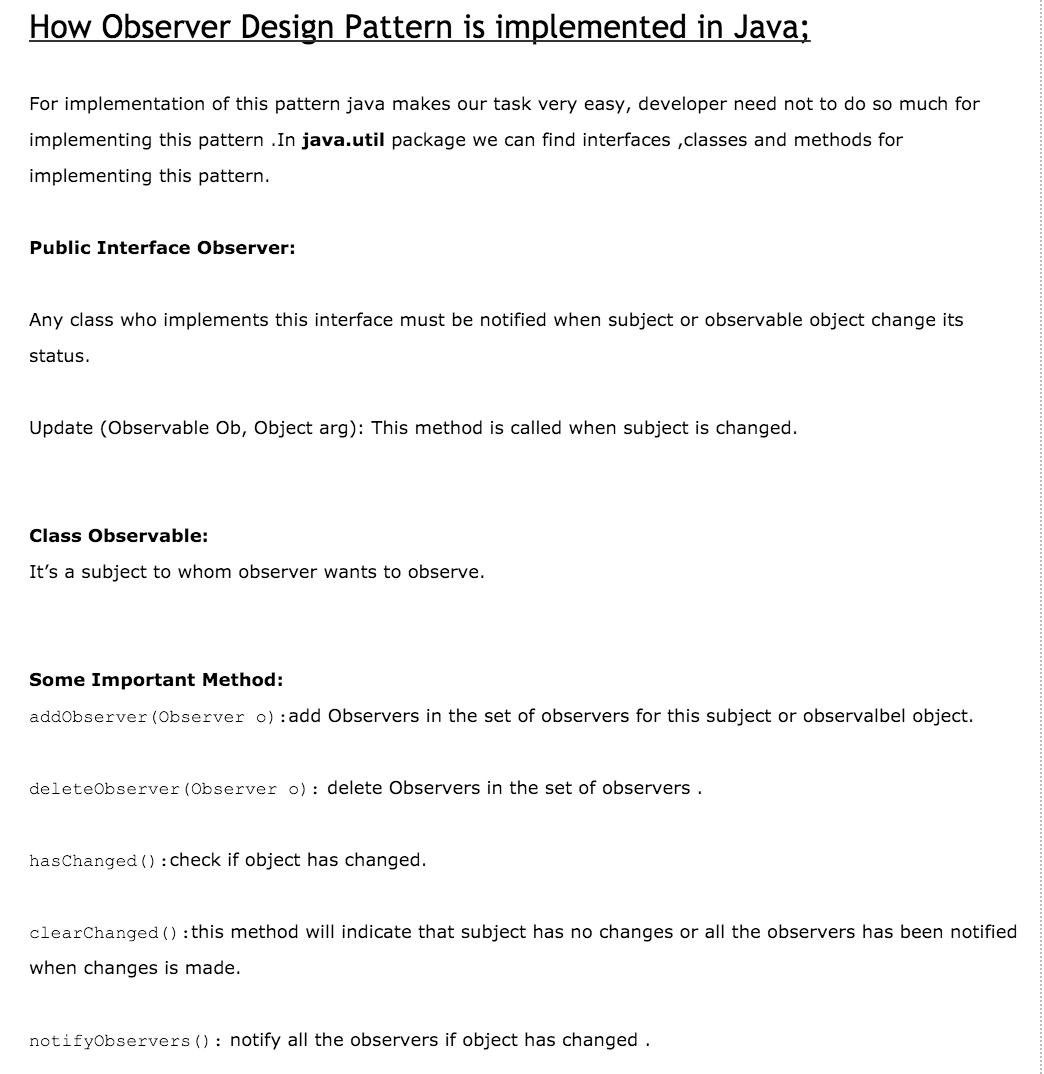 How Observer Design Pattern is implemented in Java;
For implementation of this pattern java makes our task very easy, developer need not to do so much for
implementing this pattern .In java.util package we can find interfaces ,classes and methods for
implementing this pattern.
Public Interface Observer:
Any class who implements this interface must be notified when subject or observable object change its
status.
Update (Observable Ob, Object arg): This method is called when subject is changed.
Class Observable:
It’s a subject to whom observer wants to observe.
Some Important Method:
addObserver(Observer o):add Observers in the set of observers for this subject or observalbel object.
deleteObserver(Observer o): delete Observers in the set of observers .
hasChanged():check if object has changed.
clearChanged():this method will indicate that subject has no changes or all the observers has been notified
when changes is made.
notifyObservers(): notify all the observers if object has changed .